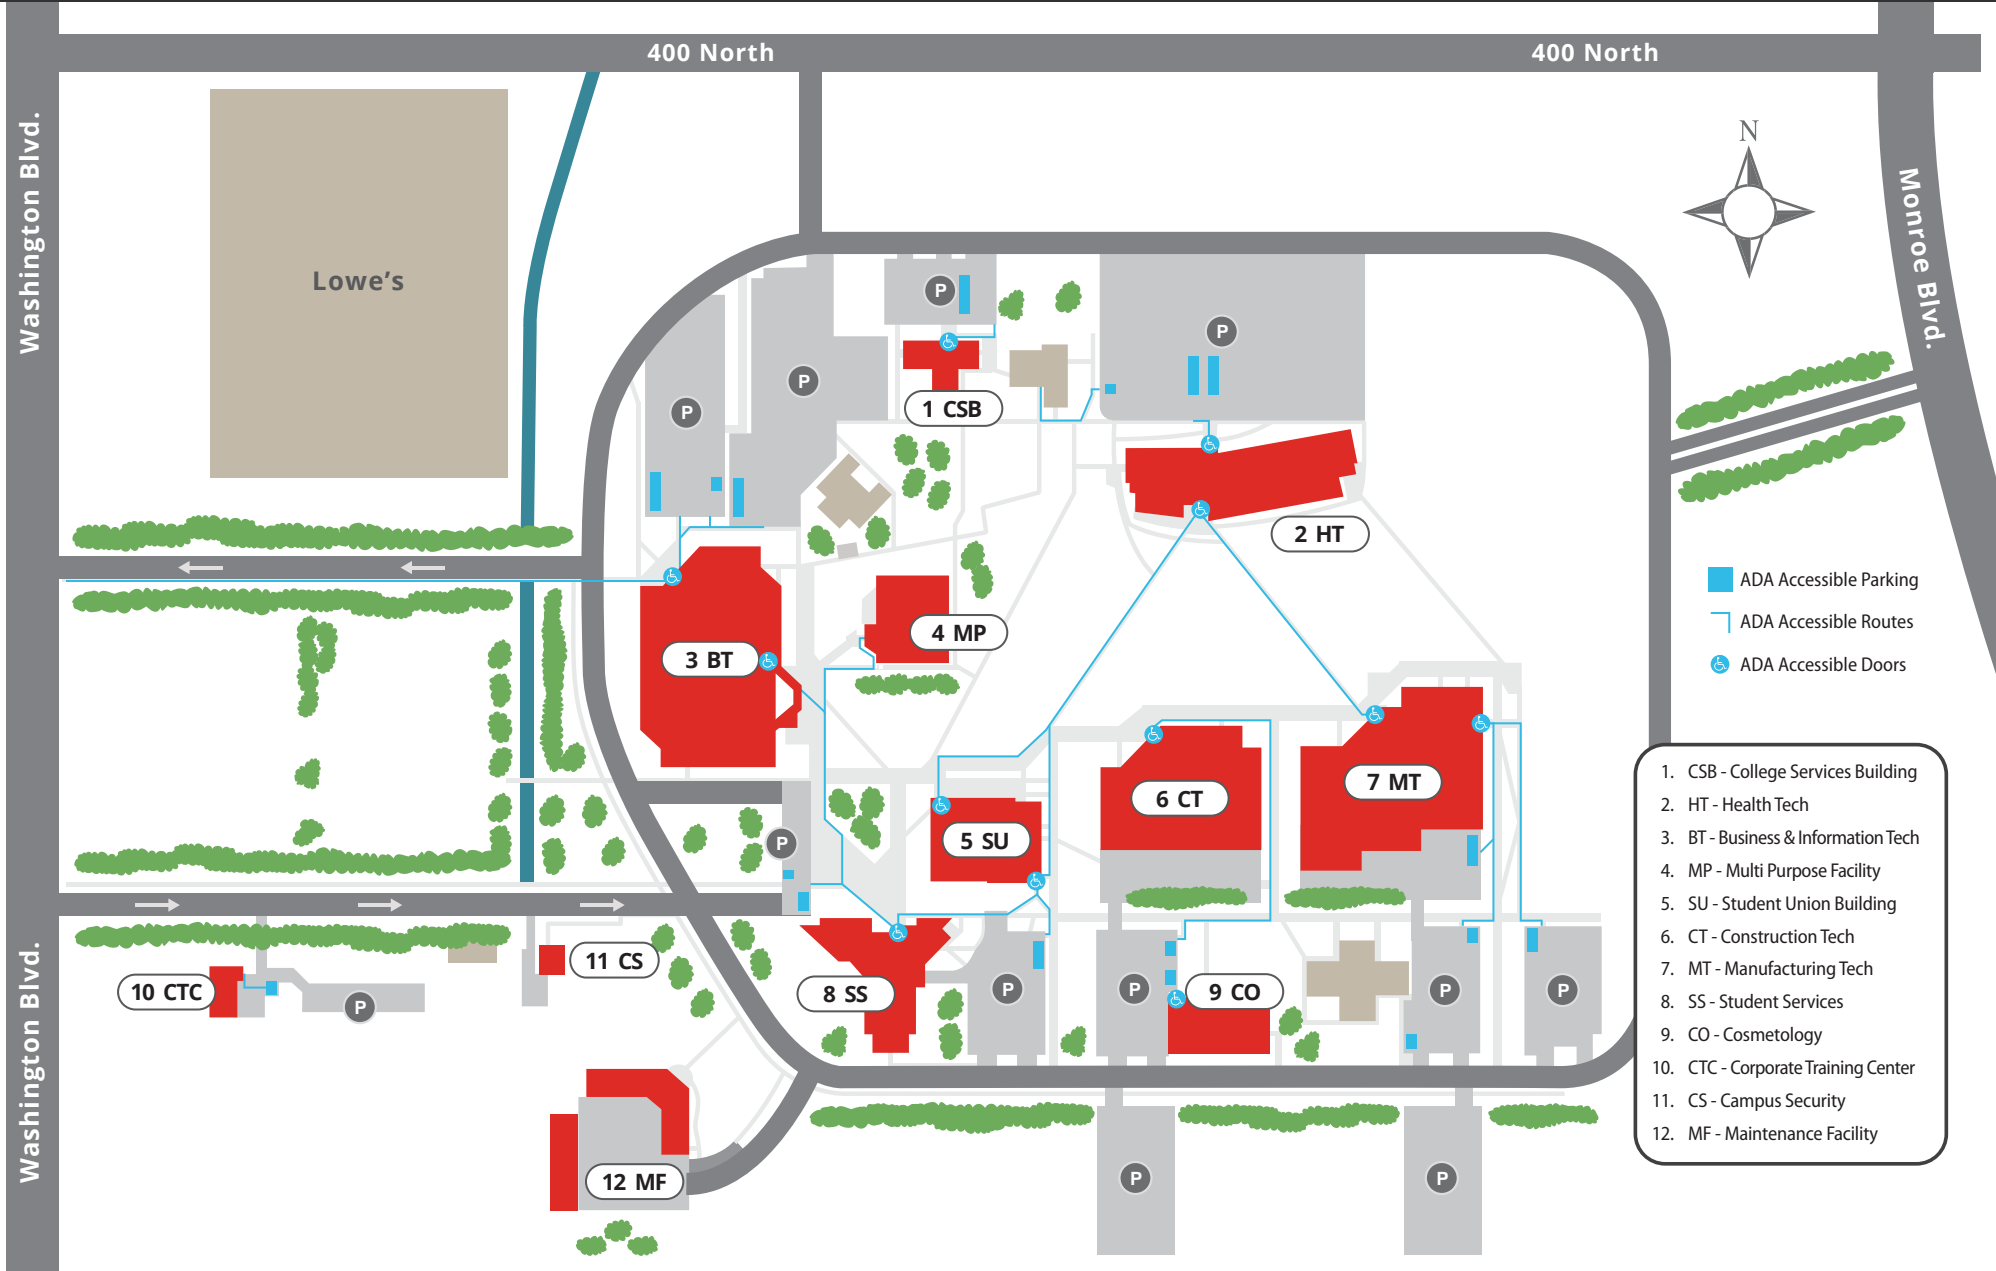 400 North
400 North
Washington Blvd.
N
Monroe Blvd.
Lowe's
P
P
P
P
1 CSB
2 HT
ADA Accessible Parking
ADA Accessible Routes
ADA Accessible Doors
3 BT
4 MP
7 MT
6 CT
5 SU
P
1. CSB - College Services Building
2. HT - Health Tech
3. BT - Business & Information Tech
4. MP - Multi Purpose Facility
5. SU - Student Union Building
6. CT - Construction Tech
7. MT - Manufacturing Tech
8. SS - Student Services
9. CO - Cosmetology
10. CTC - Corporate Training Center
11. CS - Campus Security
12. MF - Maintenance Facility
Washington Blvd.
11 CS
10 CTC
P
8 SS
P
P
9 CO
P
P
12 MF
P
P